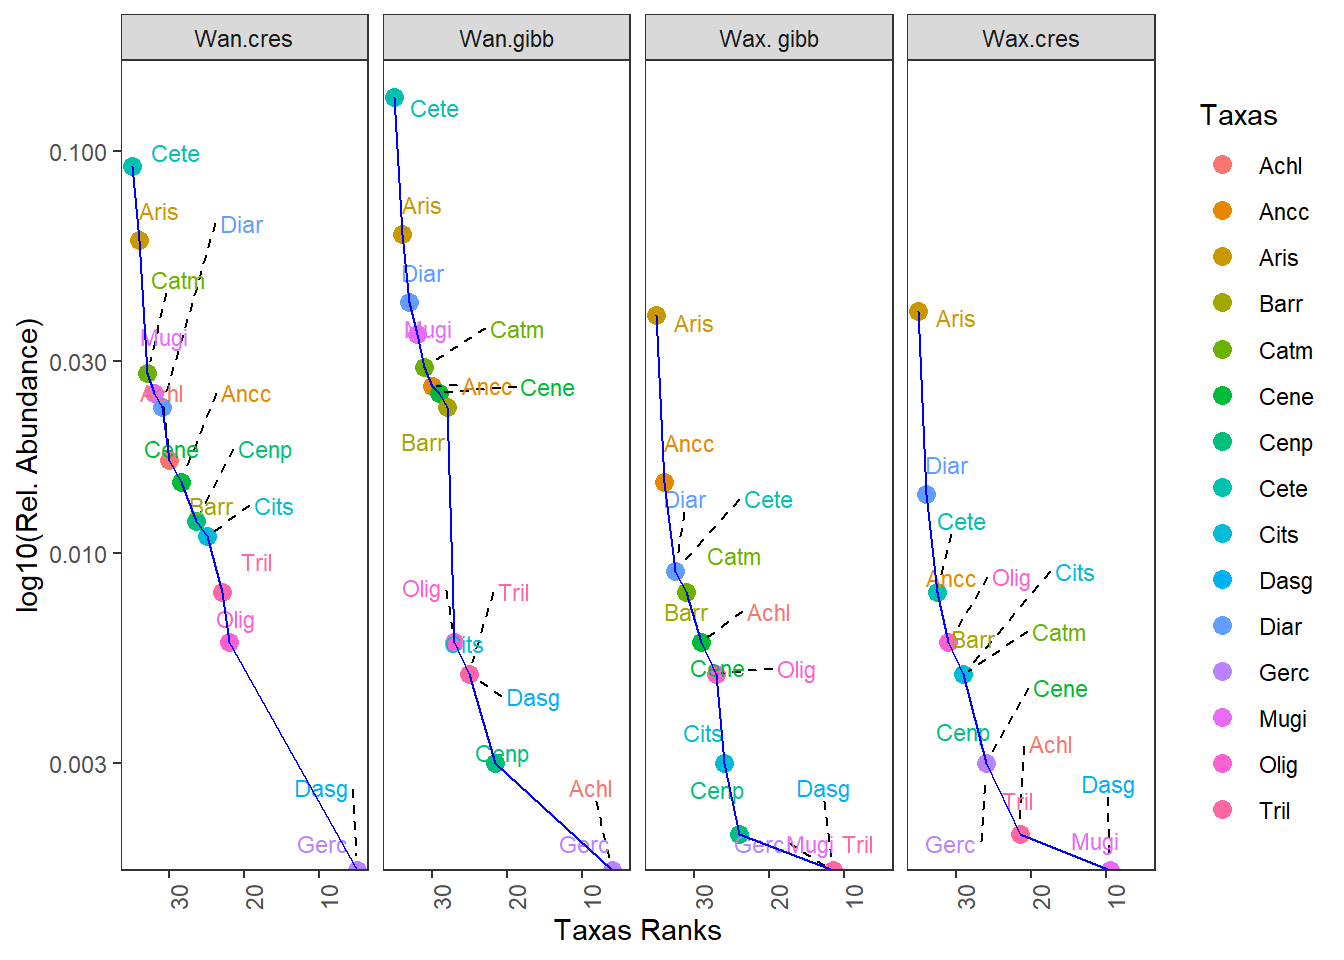 Wan.cres
Wan.gibb
Wax. gibb
Wax.cres
log10(Rel. Abundance)
0.100
0.030
0.010
0.003
Cete
Aris
Diar
Catm
Mugi
Achl
Ancc
Cene
Cenp
Barr
Cits
Tril
Olig
Dasg
Gerc
Cete
Aris
Diar
Mugi
Catm
Ancc
Cene
Barr
Olig
Tril
Cits
Dasg
Cenp
Achl
Gerc
Aris
Ancc
Diar
Cete
Catm
Barr
Achl
Cene
Olig
Cits
Cenp
Dasg
Gerc
Mugi
Tril
Aris
Diar
Cete
Ancc
Olig
Cits
Barr
Catm
Cene
Cenp
Achl
Tril
Dasg
Gerc
Mugi
30 20 10
30 20 10
30 20 10
30 20 10
Taxas Ranks
Taxas
Achl
Ancc
Aris
Barr
Catm
Cene
Cenp
Cete
Cits
Dasg
Diar
Gerc
Mugi
Olig
Tril